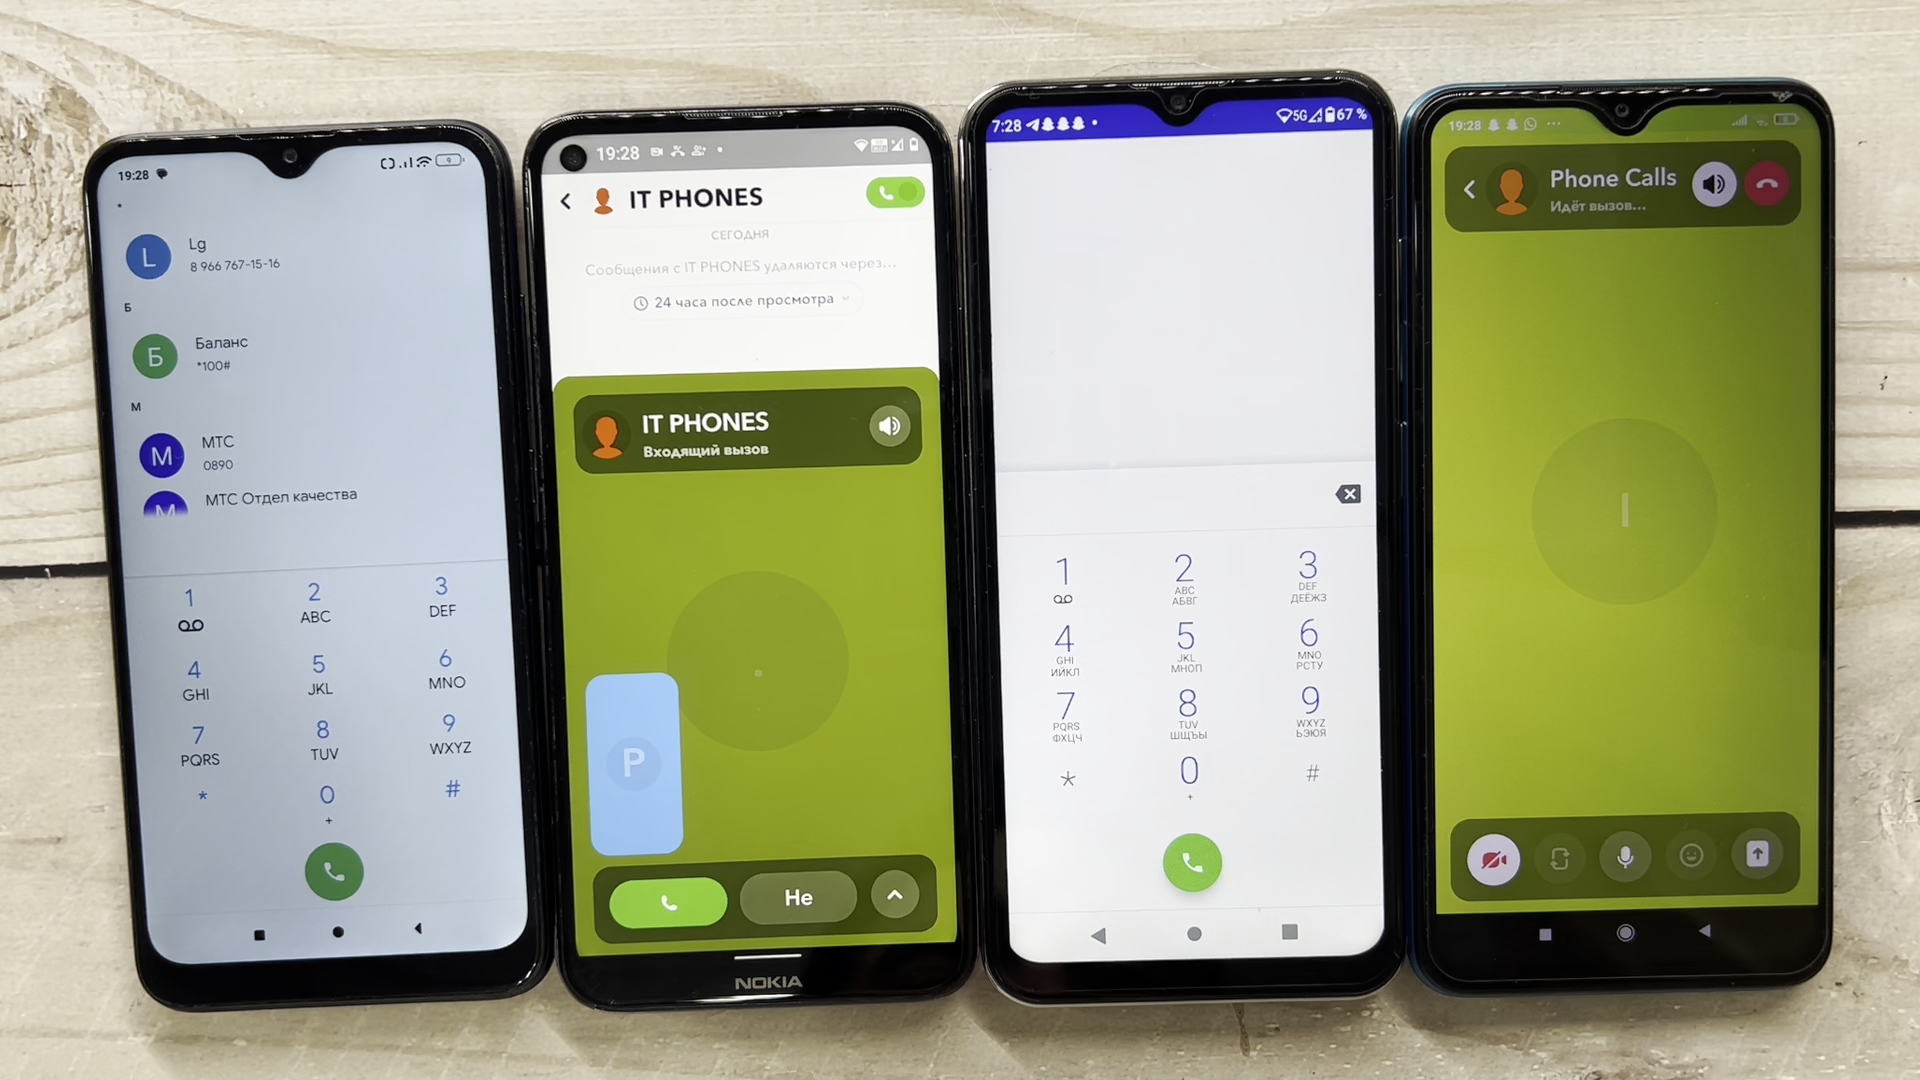 19:28
Lg
8 966 767-15-16
Б
Б
L
Баланс
*100#
М
M
МТС
0890
МТС Отдел качества
1
2
ABC
3
DEF
4
GHI
5
JKL
6
MNO
7
PQRS
8
TUV
9
WXYZ
*
0
+
#
19:28
IT PHONES
СЕГОДНЯ
Сообщения с IT PHONES удаляются через...
24 часа после просмотра
IT PHONES
Входящий вызов
P
Не
NOKIA
7:28
5G
67 %
1
2
ABC
АБВГ
3
DEF
ДЕЁЖЗ
4
GHI
ИЙКЛ
5
JKL
МНОП
6
MNO
РСТУ
7
PQRS
ФХЦЧ
8
TUV
ШЩЪЫ
9
WXYZ
ЬЭЮЯ
*
0
+
#
19:28
Phone Calls
Идёт вызов...
I